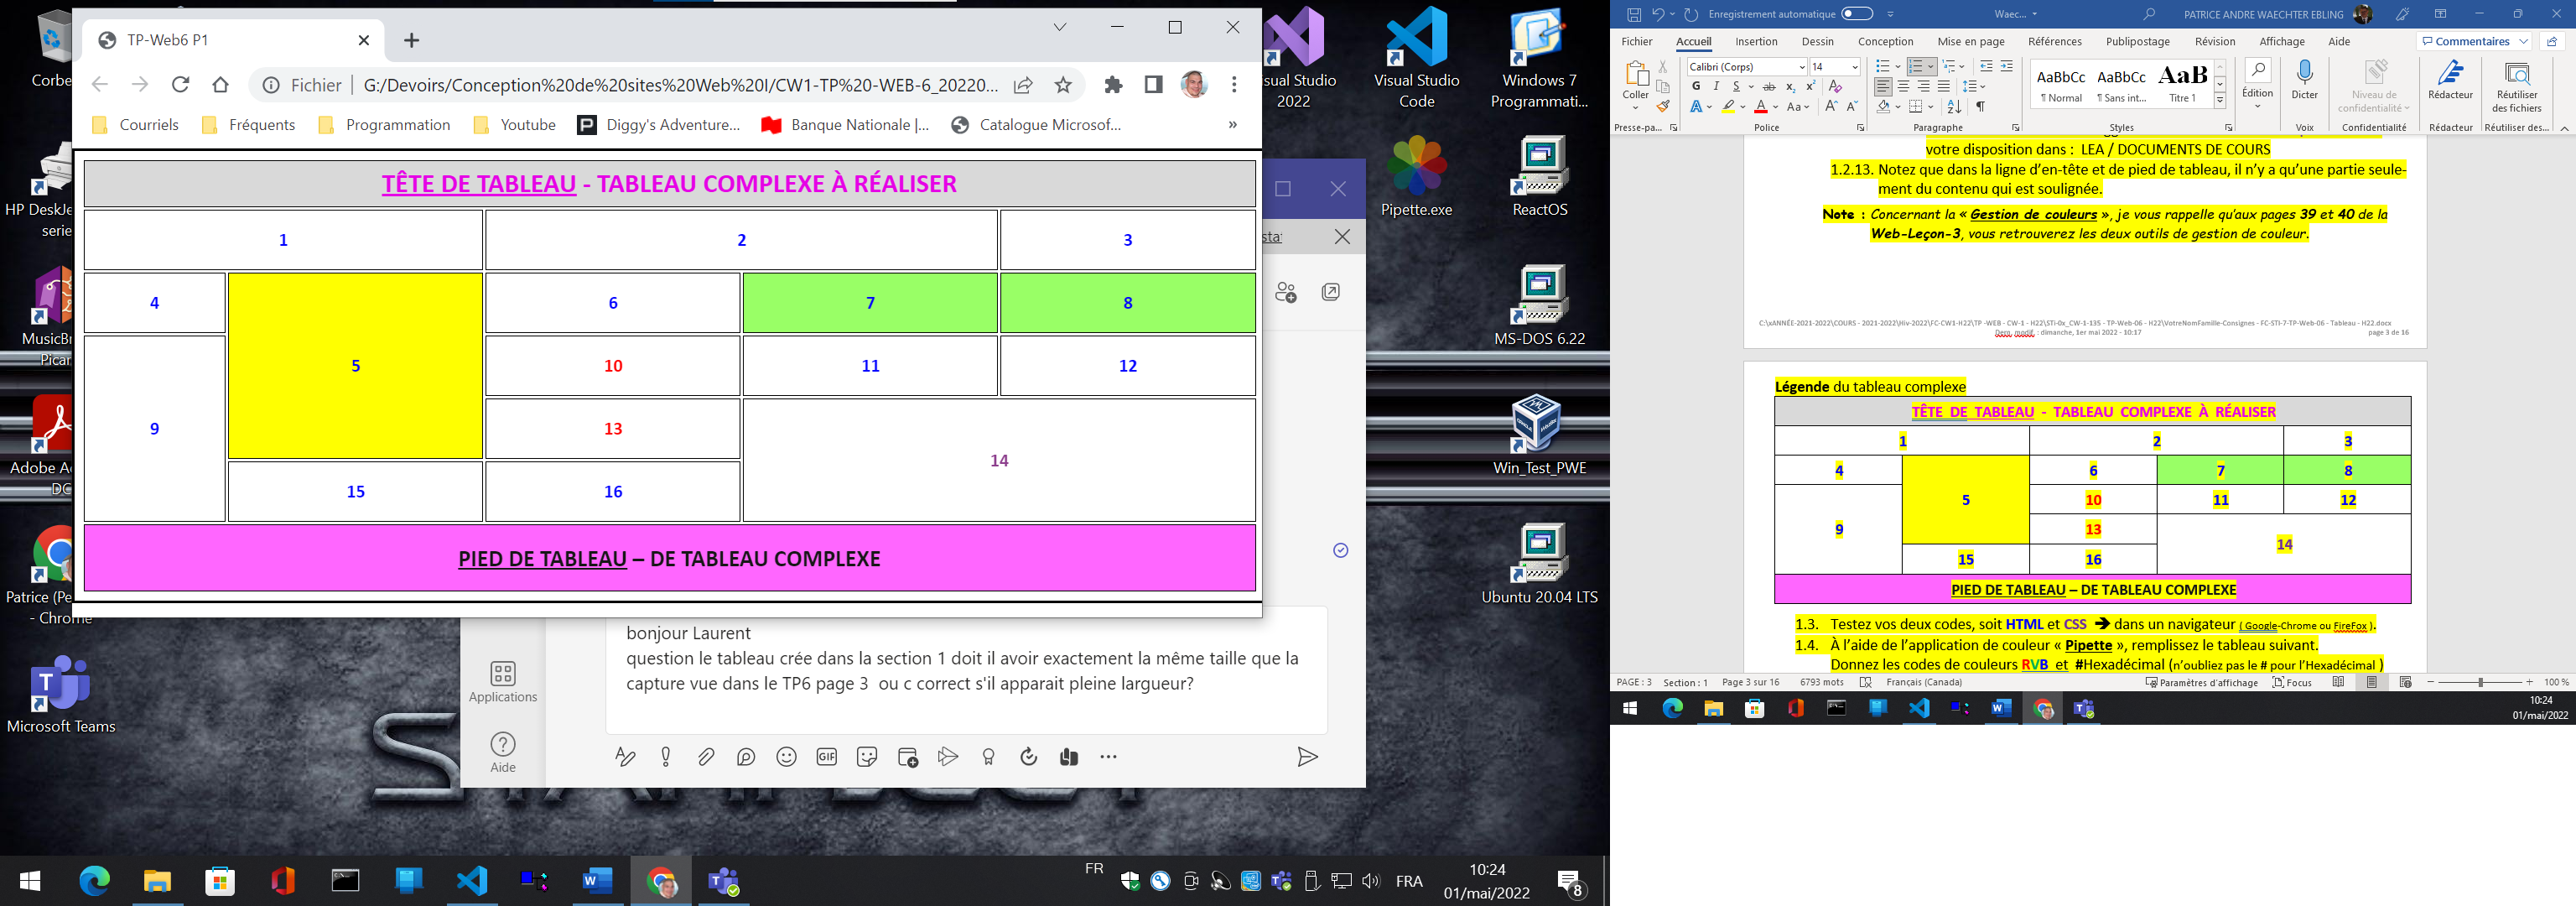 Corbe
HP DeskJe
serie
MusicBr
Picar
Adobe Ac
DC
Patrice (Pe
- Chrome
Microsoft Teams
TP-Web6 P1
Fichier | G:/Devoirs/Conception%20de%20sites%20Web%20I/CW1-TP%20-WEB-6_20220...
Courriels
Fréquents
Programmation
Youtube
Diggy's Adventure...
Banque Nationale |...
Catalogue Microsof...
»
TÊTE DE TABLEAU - TABLEAU COMPLEXE À RÉALISER
1 2 3
4 5 6 7 8
9 10 11 12
13 14
15 16
PIED DE TABLEAU – DE TABLEAU COMPLEXE
sta
Applications
Aide
bonjour Laurent
question le tableau crée dans la section 1 doit il avoir exactement la même taille que la
capture vue dans le TP6 page 3 ou c correct s'il apparait pleine largueur?
GIF
sual Studio
2022
Visual Studio
Code
Windows 7
Programmati...
Pipette.exe
ReactOS
MS-DOS 6.22
Win_Test_PWE
Ubuntu 20.04 LTS
FR
FRA
10:24
01/mai/2022
8
Enregistrement automatique
Waec...
PATRICE ANDRE WAECHTER EBLING
Fichier Accueil Insertion Dessin Conception Mise en page Références Publipostage Révision Affichage Aide
Commentaires
Coller
Calibri (Corps) 14
G I S ab x₂ x²
AaBbCc AaBbCc AaB
¶ Normal ¶ Sans int... Titre 1
Édition
Dicter
Niveau de
confidentialité
Rédacteur
Réutiliser
des fichiers
Presse-pa... Police Paragraphe Styles Voix Confidentialité Rédacteur Réutiliser des...
votre disposition dans : LEA / DOCUMENTS DE COURS
1.2.13. Notez que dans la ligne d’en-tête et de pied de tableau, il n’y a qu’une partie seule-
ment du contenu qui est soulignée.
Note : Concernant la « Gestion de couleurs », je vous rappelle qu’aux pages 39 et 40 de la
Web-Leçon-3, vous retrouverez les deux outils de gestion de couleur.
C:\xANNÉE-2021-2022\COURS - 2021-2022\Hiv-2022\FC-CW1-H22\TP -WEB - CW-1 - H22\STi-0x_CW-1-135 - TP-Web-06 - H22\VotreNomFamille-Consignes - FC-STI-7-TP-Web-06 - Tableau - H22.docx
Dern. modif. : dimanche, 1er mai 2022 - 10:17
page 3 de 16
Légende du tableau complexe
TÊTE DE TABLEAU - TABLEAU COMPLEXE À RÉALISER
1 2 3
4 5 6 7 8
9 10 11 12
13 14
15 16
PIED DE TABLEAU – DE TABLEAU COMPLEXE
1.3. Testez vos deux codes, soit HTML et CSS 🡺 dans un navigateur ( Google-Chrome ou FireFox ).
1.4. À l’aide de l’application de couleur « Pipette », remplissez le tableau suivant.
Donnez les codes de couleurs RVB et #Hexadécimal (n’oubliez pas le # pour l’Hexadécimal )
PAGE : 3 Section : 1 Page 3 sur 16 6793 mots Français (Canada) Paramètres d'affichage Focus 100 %
10:24
01/mai/2022